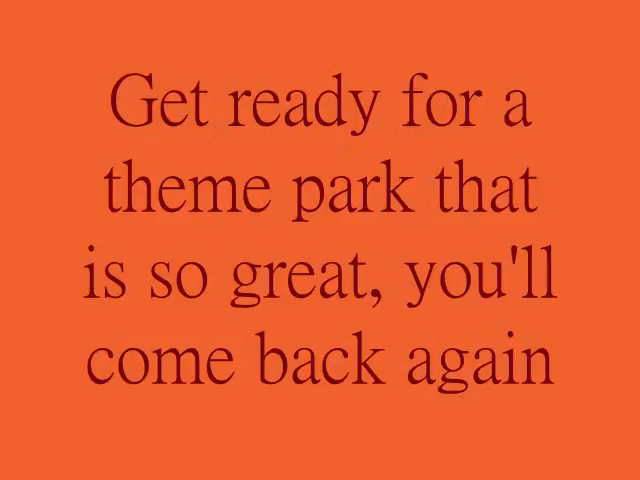 Get ready for a
theme park that
is so great, you'll
come back again